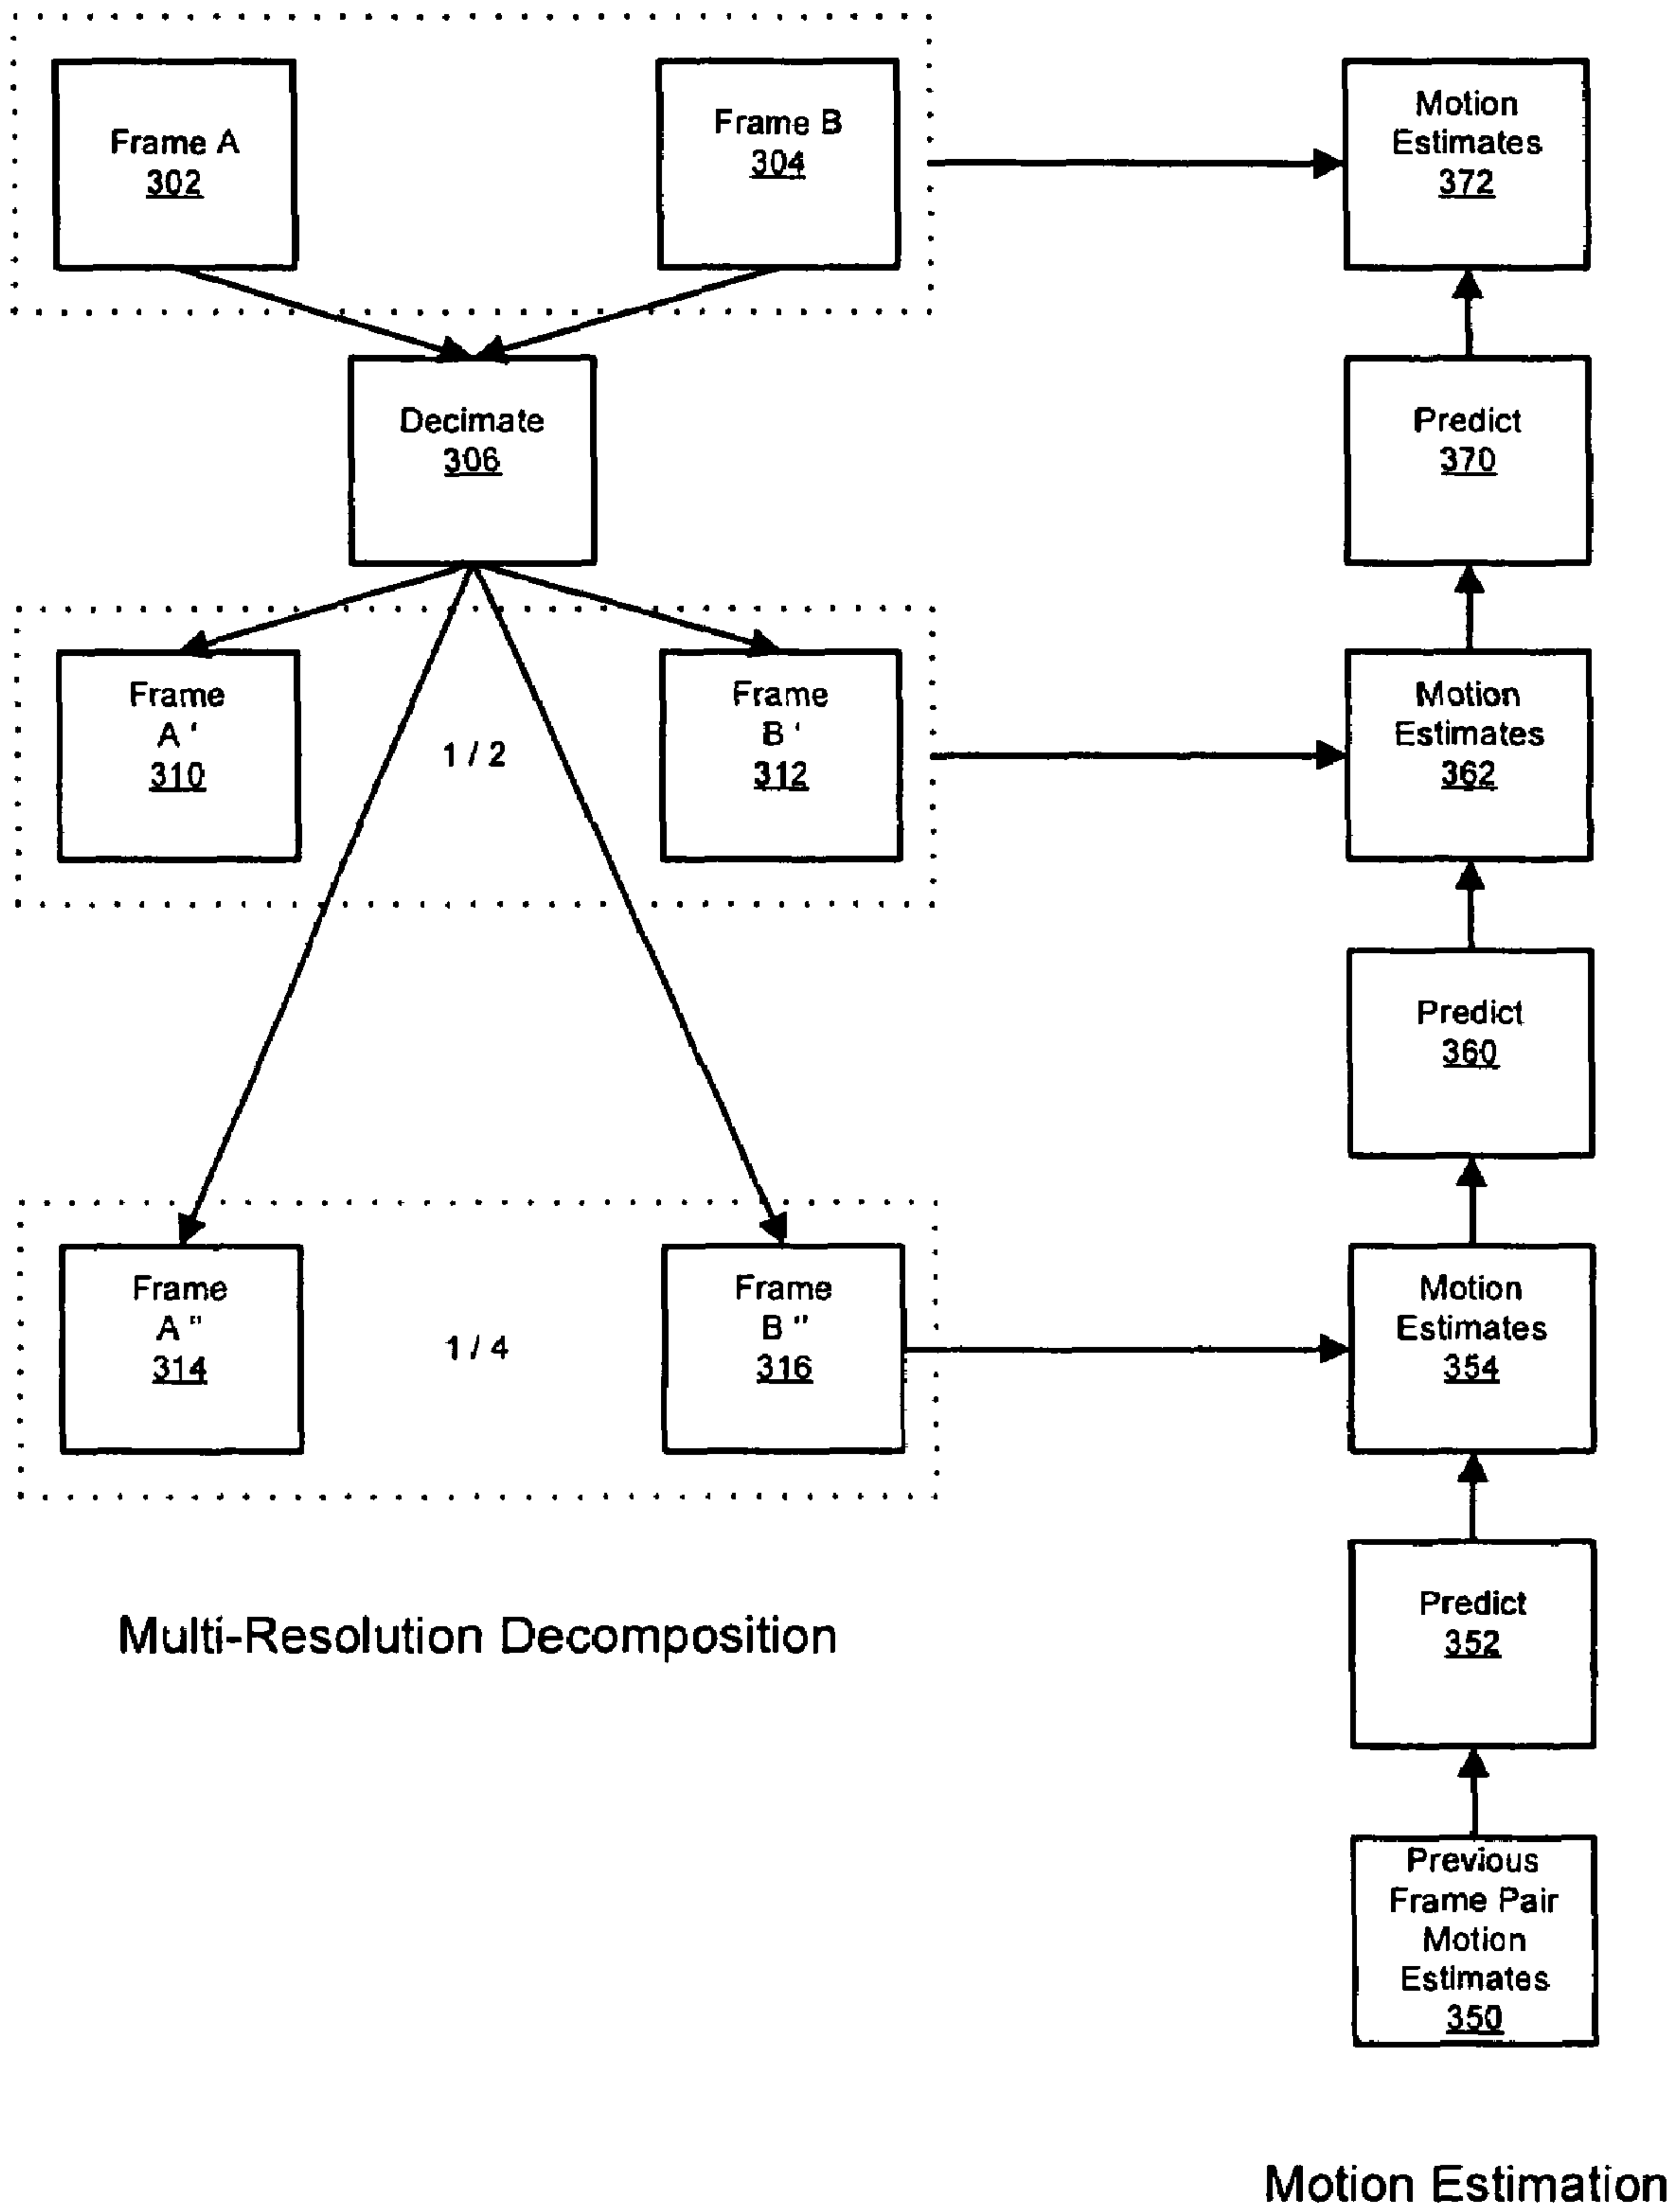 Frame A
302
Frame B
304
Motion
Estimates
372
Decimate
306
Predict
370
Frame
A '
310
1 / 2
Frame
B '
312
Motion
Estimates
362
Predict
360
Frame
A "
314
1 / 4
Frame
B "
316
Motion
Estimates
354
Multi-Resolution Decomposition
Predict
352
Previous
Frame Pair
Motion
Estimates
350
Motion Estimation